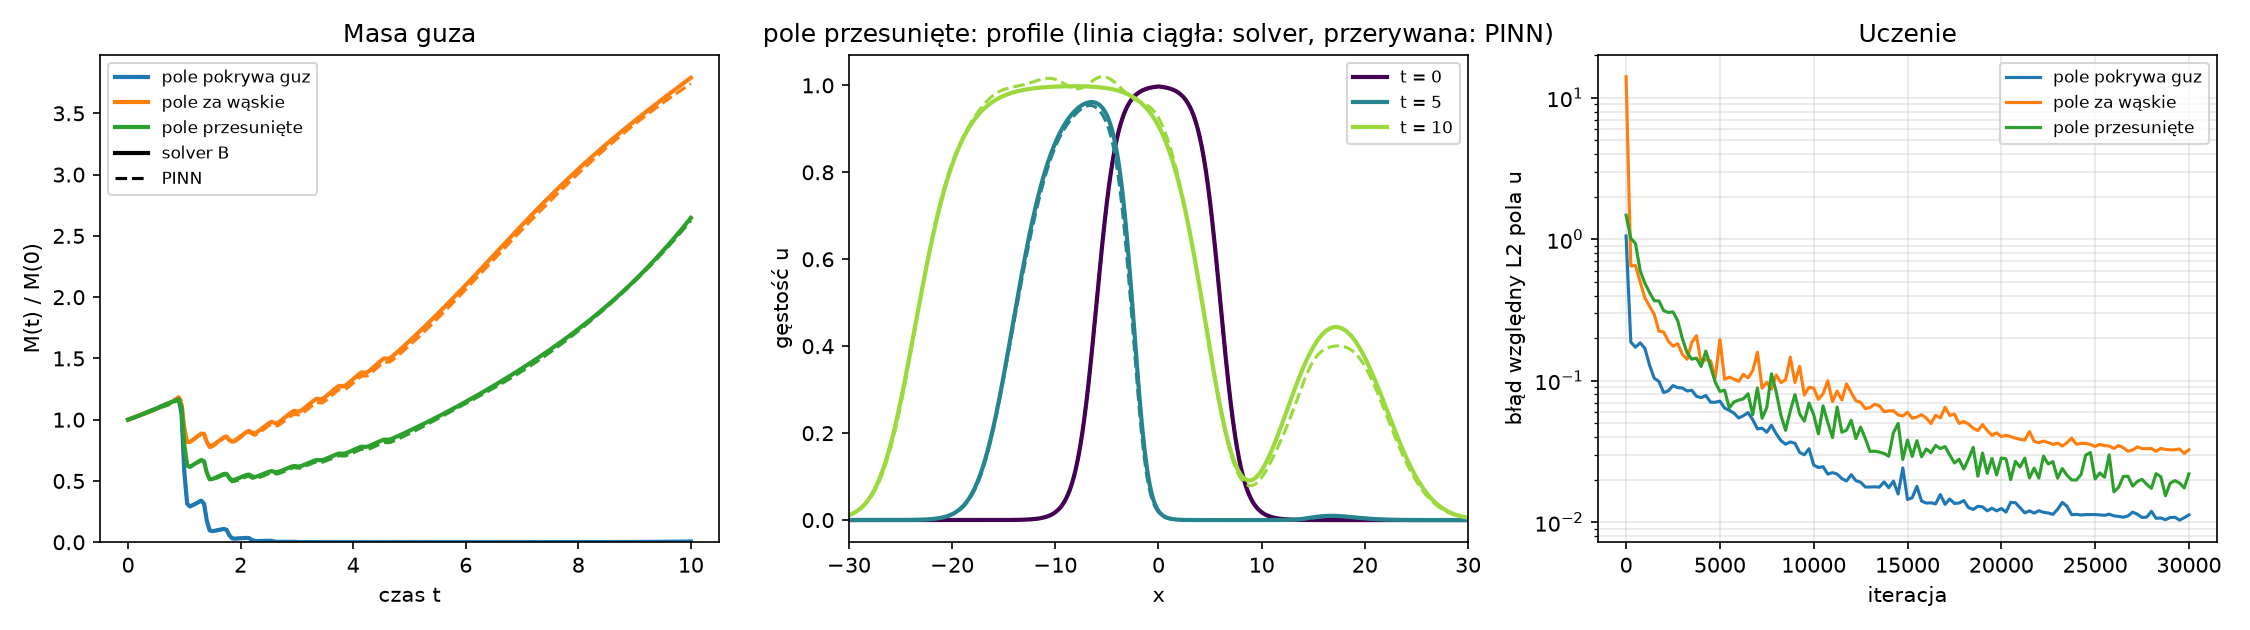 Masa guza
M(t) / M(0)
3.5
3.0
2.5
2.0
1.5
1.0
0.5
0.0
pole pokrywa guz
pole za wąskie
pole przesunięte
solver B
PINN
0 2 4 6 8 10
czas t
pole przesunięte: profile (linia ciągła: solver, przerywana: PINN)
gęstość u
1.0
0.8
0.6
0.4
0.2
0.0
t = 0
t = 5
t = 10
−30 −20 −10 0 10 20 30
x
Uczenie
błąd względny L2 pola u
10¹
10⁰
10⁻¹
10⁻²
pole pokrywa guz
pole za wąskie
pole przesunięte
0 5000 10000 15000 20000 25000 30000
iteracja